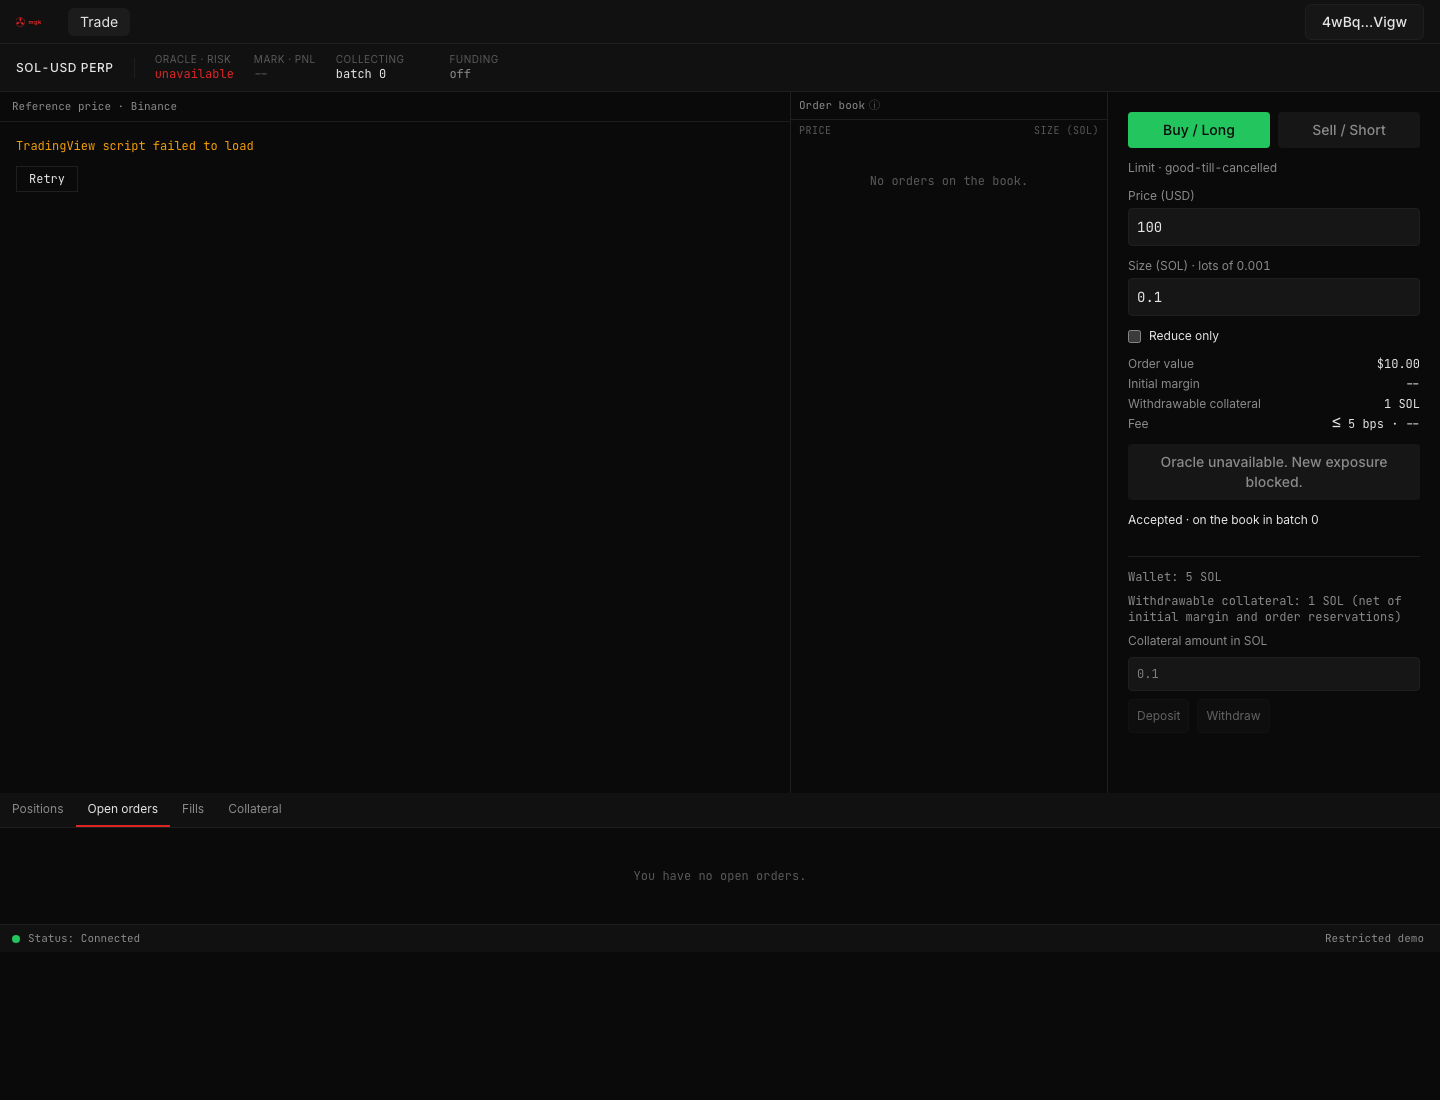 Trade
4wBq...Vigw
SOL-USD PERP
ORACLE · RISK
unavailable
MARK · PNL
--
COLLECTING
batch 0
FUNDING
off
Reference price · Binance
TradingView script failed to load
Retry
Order book ⓘ
PRICE
SIZE (SOL)
No orders on the book.
Buy / Long
Sell / Short
Limit · good-till-cancelled
Price (USD)
100
Size (SOL) · lots of 0.001
0.1
Reduce only
Order value
$10.00
Initial margin
--
Withdrawable collateral
1 SOL
Fee
≤ 5 bps · --
Oracle unavailable. New exposure
blocked.
Accepted · on the book in batch 0
Wallet: 5 SOL
Withdrawable collateral: 1 SOL (net of
initial margin and order reservations)
Collateral amount in SOL
0.1
Deposit
Withdraw
Positions
Open orders
Fills
Collateral
You have no open orders.
Status: Connected
Restricted demo